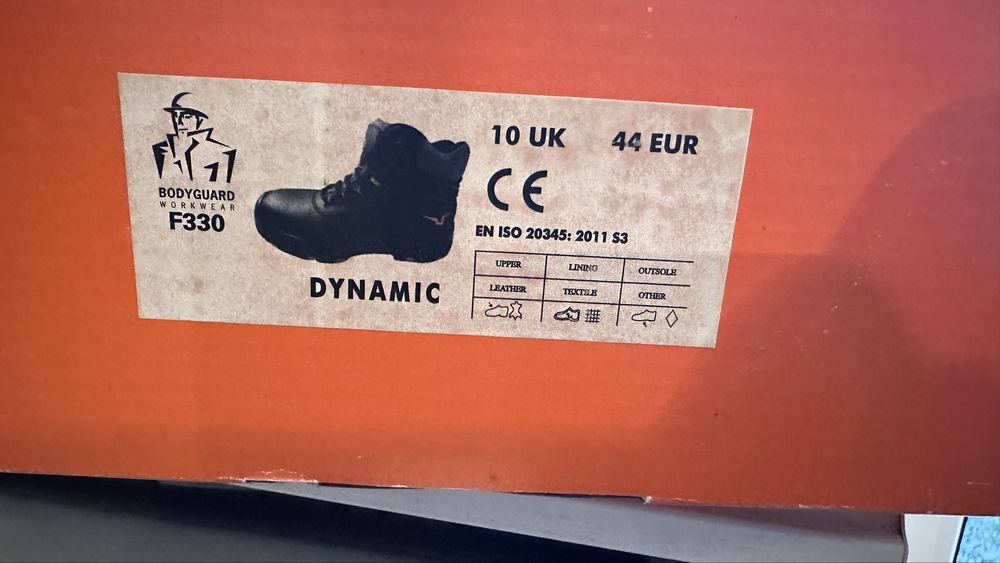 BODYGUARD
WORKWEAR
F330
DYNAMIC
10 UK 44 EUR
CE
EN ISO 20345: 2011 S3
UPPER LINING OUTSOLE
LEATHER TEXTILE OTHER